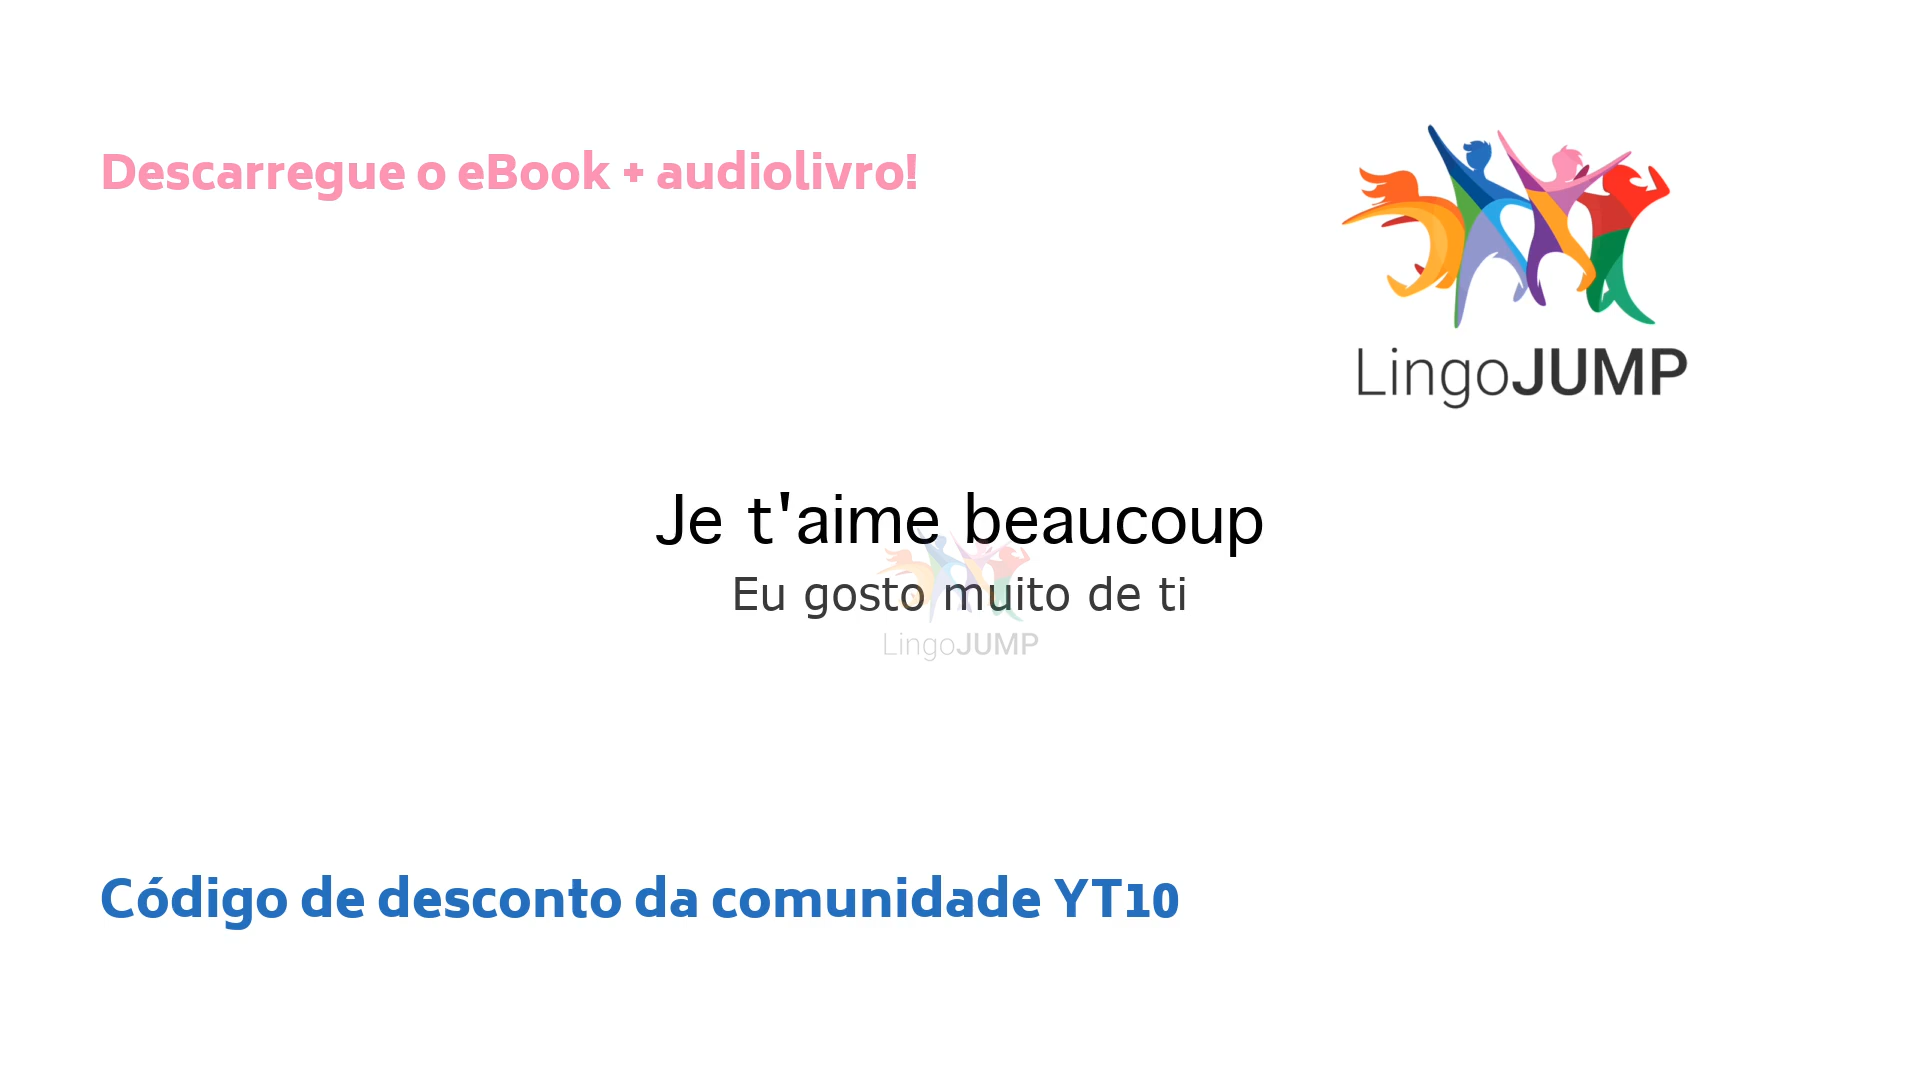 Descarregue o eBook + audiolivro!
LingoJUMP
Je t'aime beaucoup
Eu gosto muito de ti
LingoJUMP
Código de desconto da comunidade YT10